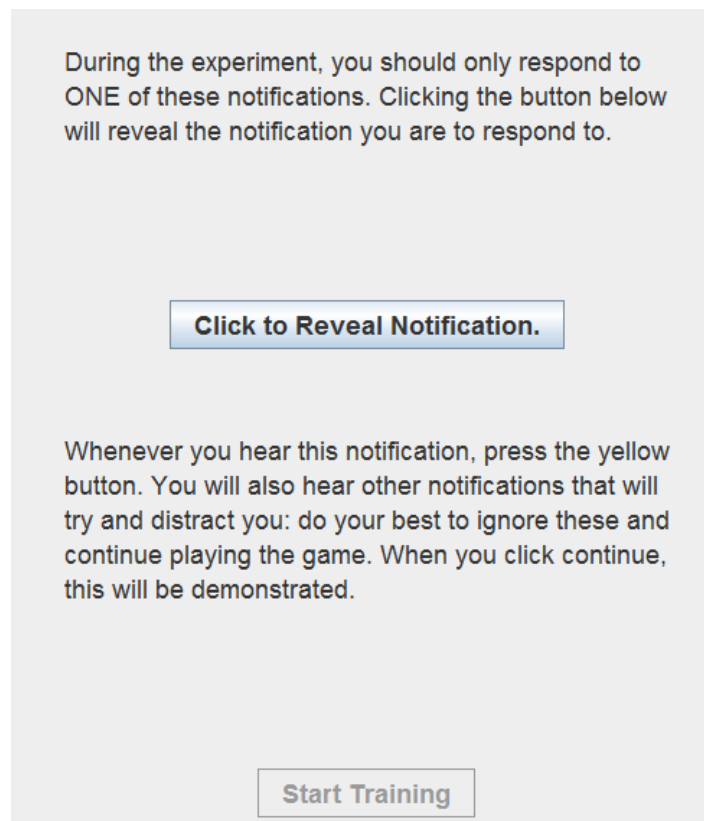 During the experiment, you should only respond to
ONE of these notifications. Clicking the button below
will reveal the notification you are to respond to.
Click to Reveal Notification.
Whenever you hear this notification, press the yellow
button. You will also hear other notifications that will
try and distract you: do your best to ignore these and
continue playing the game. When you click continue,
this will be demonstrated.
Start Training